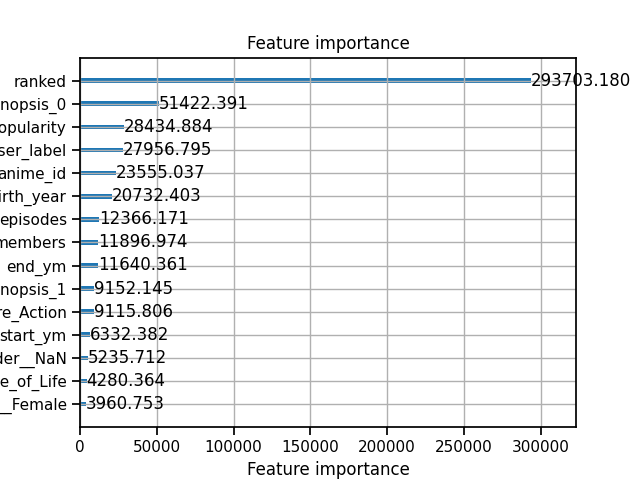 Feature importance
ranked 293703.180
nopsis_0 51422.391
opularity 28434.884
ser_label 27956.795
anime_id 23555.037
irth_year 20732.403
episodes 12366.171
members 11896.974
end_ym 11640.361
nopsis_1 9152.145
re_Action 9115.806
start_ym 6332.382
der__NaN 5235.712
e_of_Life 4280.364
_Female 3960.753
0 50000 100000 150000 200000 250000 300000
Feature importance